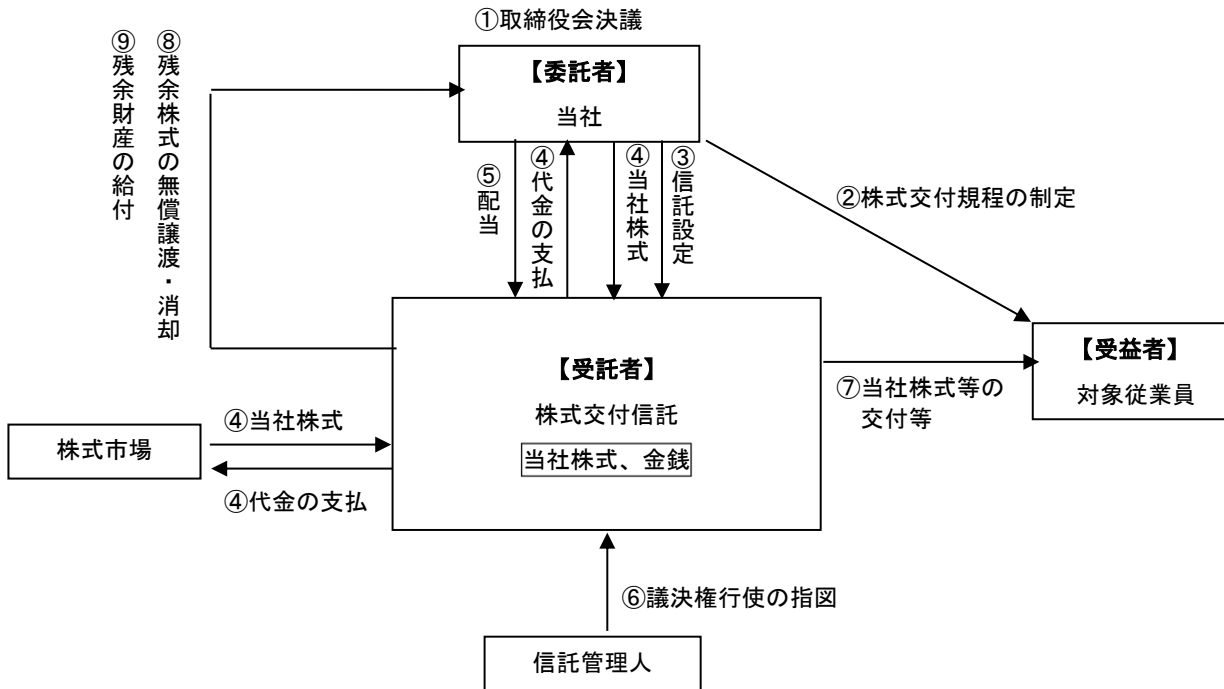 ①取締役会決議
【委託者】
当社
⑨残余財産の給付
⑧残余株式の無償譲渡・消却
⑤配当
④代金の支払
④当社株式
③信託設定
②株式交付規程の制定
【受託者】
株式交付信託
当社株式、金銭
【受益者】
対象従業員
⑦当社株式等の
交付等
株式市場
④当社株式
④代金の支払
⑥議決権行使の指図
信託管理人